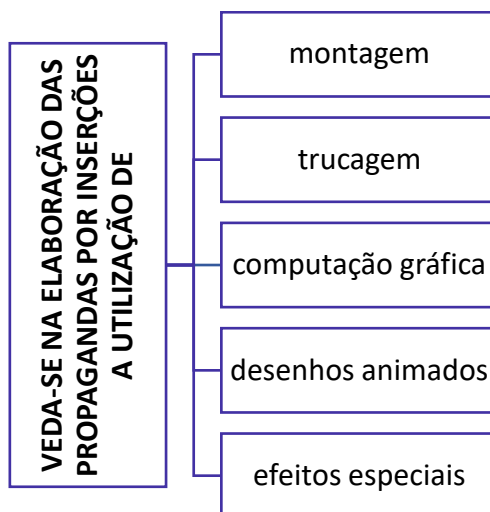 VEDA-SE NA ELABORAÇÃO DAS
PROPAGANDAS POR INSERÇÕES
A UTILIZAÇÃO DE
montagem
trucagem
computação gráfica
desenhos animados
efeitos especiais